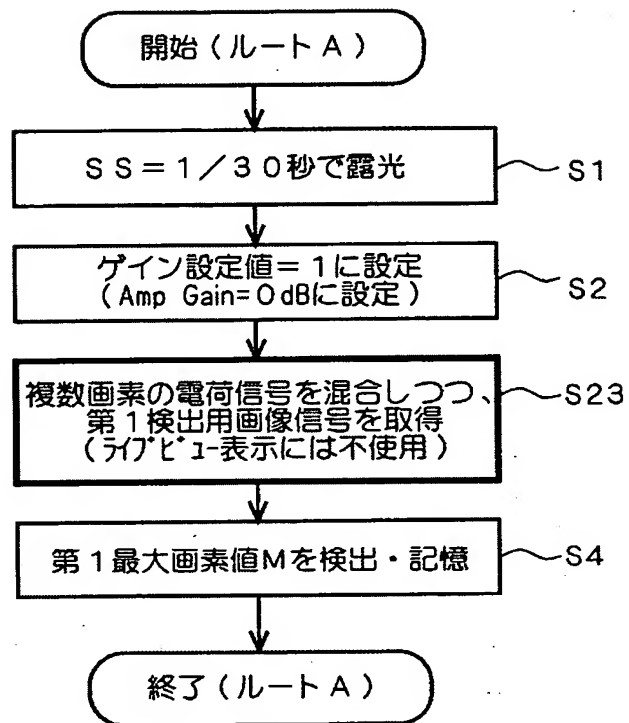 開始(ルートA)
SS=1/30秒で露光
S1
ゲイン設定値=1に設定
(Amp Gain=0dBに設定)
S2
複数画素の電荷信号を混合しつつ、
第1検出用画像信号を取得
(ライブビュー表示には不使用)
S23
第1最大画素値Mを検出・記憶
S4
終了(ルートA)